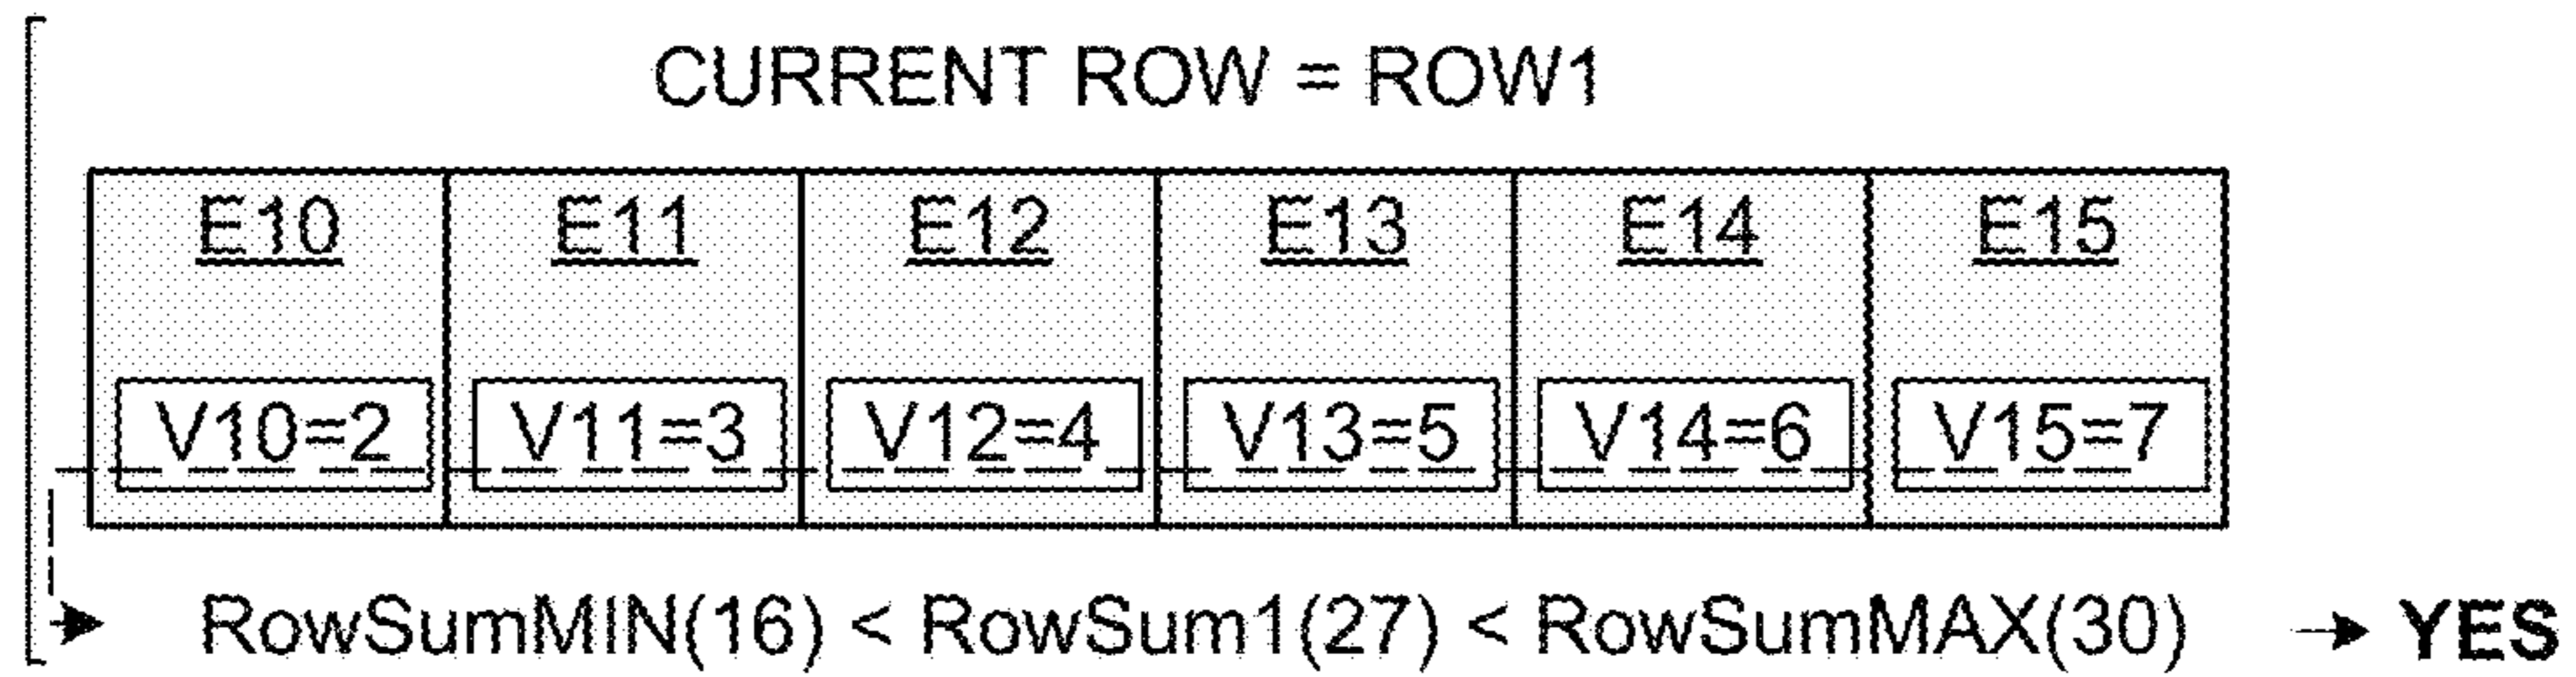 CURRENT ROW = ROW1
E10 E11 E12 E13 E14 E15
V10=2 V11=3 V12=4 V13=5 V14=6 V15=7
RowSumMIN(16) < RowSum1(27) < RowSumMAX(30) → YES